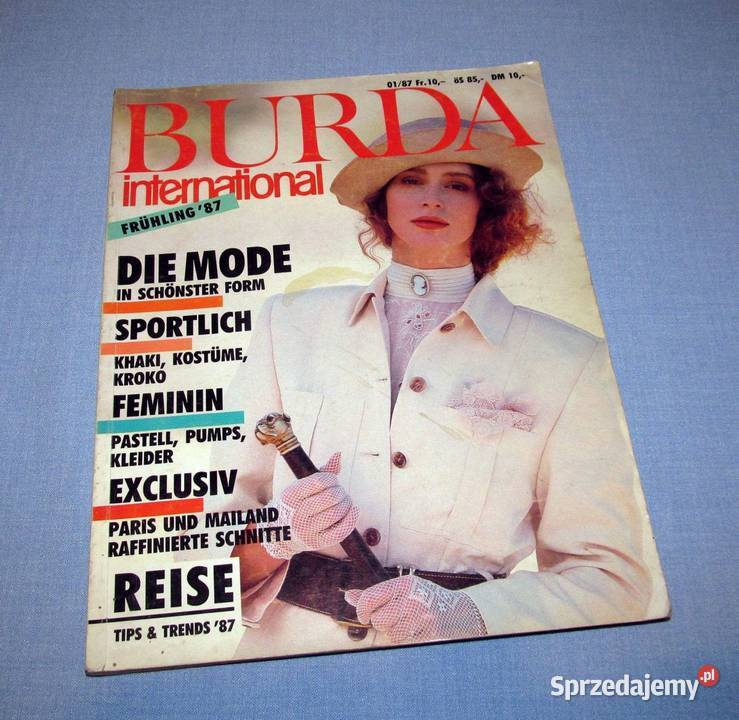 01/87 Fr.10,– öS 85,- DM 10,-
BURDA
international
FRÜHLING '87
DIE MODE
IN SCHÖNSTER FORM
SPORTLICH
KHAKI, KOSTÜME,
KROKO
FEMININ
PASTELL, PUMPS,
KLEIDER
EXCLUSIV
PARIS UND MAILAND
RAFFINIERTE SCHNITTE
REISE
TIPS & TRENDS '87
Sprzedajemy.pl